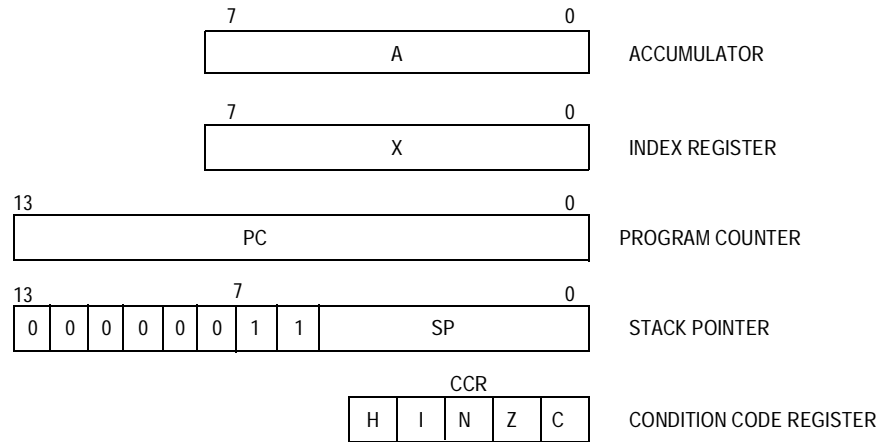 7 0
A ACCUMULATOR
7 0
X INDEX REGISTER
13 0
PC PROGRAM COUNTER
13 7 0
0 0 0 0 0 0 1 1 SP STACK POINTER
CCR
H I N Z C CONDITION CODE REGISTER